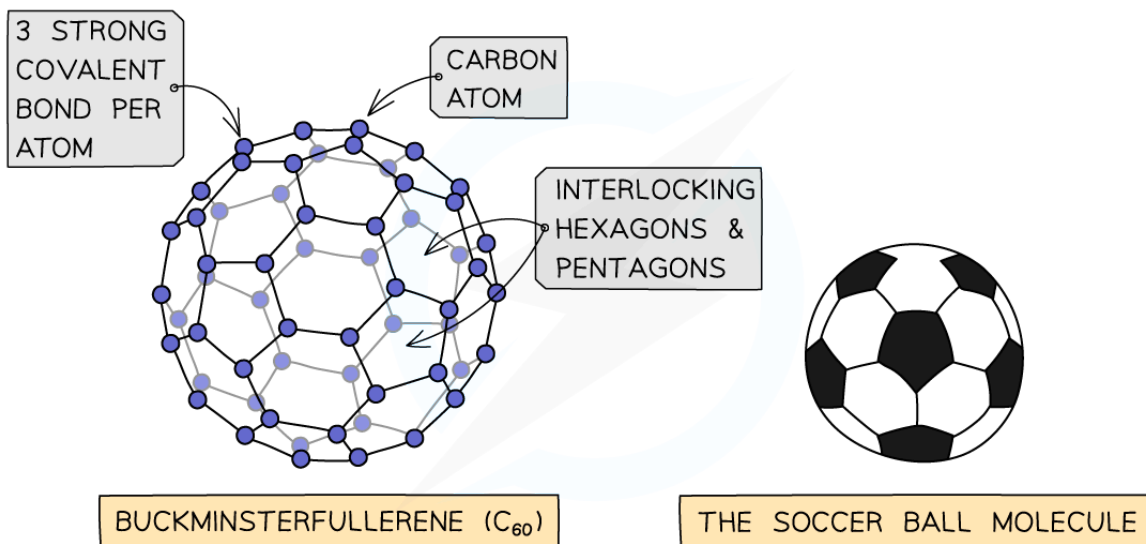 3 STRONG
COVALENT
BOND PER
ATOM
CARBON
ATOM
INTERLOCKING
HEXAGONS &
PENTAGONS
BUCKMINSTERFULLERENE (C₆₀)
THE SOCCER BALL MOLECULE